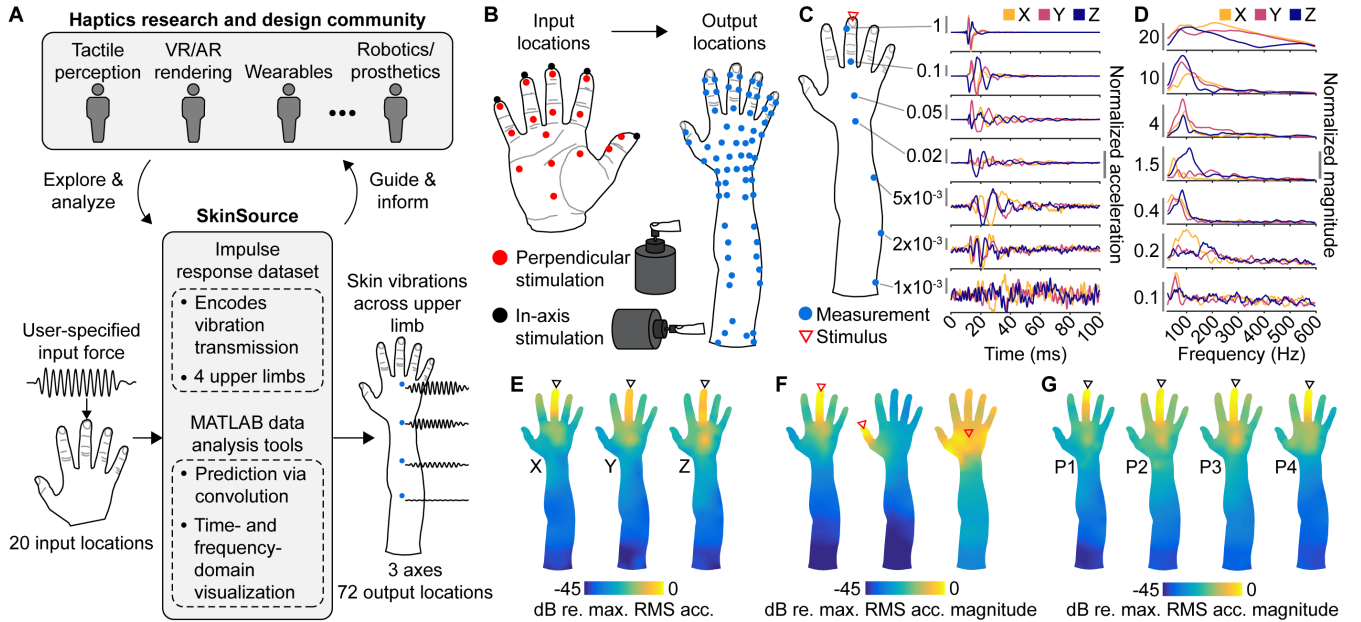 A
Haptics research and design community
Tactile
perception
VR/AR
rendering
Wearables
Robotics/
prosthetics
Explore &
analyze
Guide &
inform
SkinSource
Impulse
response dataset
• Encodes
vibration
transmission
• 4 upper limbs
MATLAB data
analysis tools
• Prediction via
convolution
• Time- and
frequency-
domain
visualization
User-specified
input force
20 input locations
Skin vibrations
across upper
limb
3 axes
72 output locations
B
Input
locations
Output
locations
Perpendicular
stimulation
In-axis
stimulation
C
X Y Z
1
0.1
0.05
0.02
5x10-3
2x10-3
1x10-3
Normalized acceleration
Measurement
Stimulus
0 20 40 60 80 100
Time (ms)
D
X Y Z
20
10
4
1.5
0.4
0.2
0.1
Normalized magnitude
100 200 300 400 500 600
Frequency (Hz)
E
X
Y
Z
-45 0
dB re. max. RMS acc.
F
-45 0
dB re. max. RMS acc. magnitude
G
P1
P2
P3
P4
-45 0
dB re. max. RMS acc. magnitude